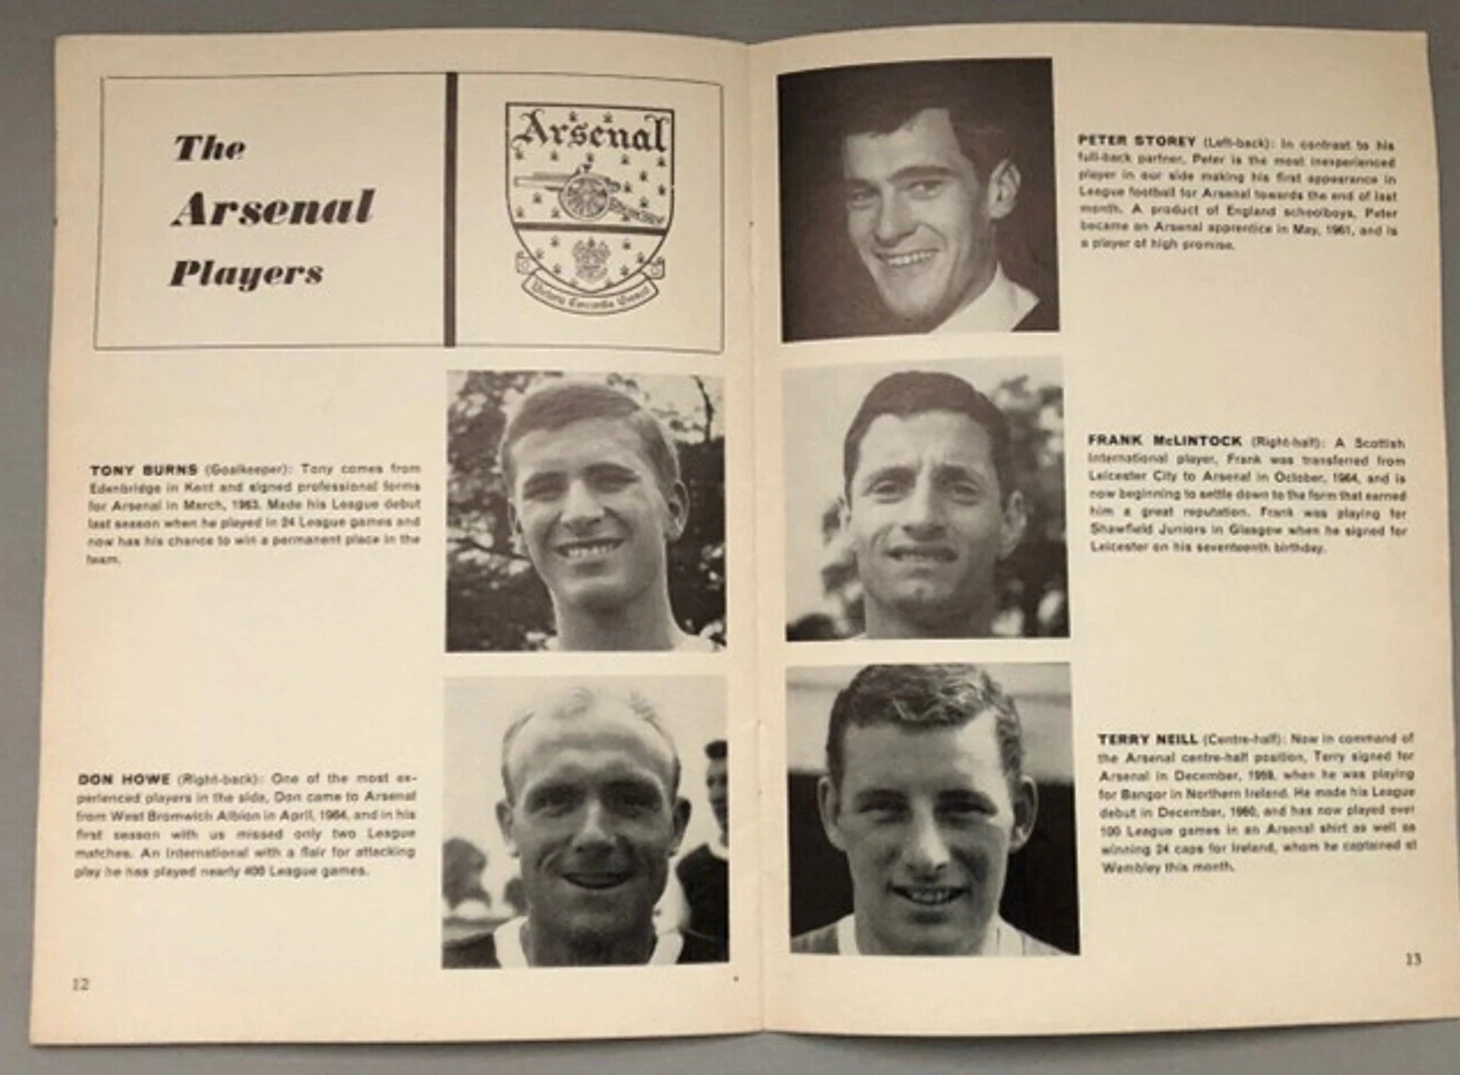 The
Arsenal
Players
Arsenal
Victoria Concordia Crescit
TONY BURNS (Goalkeeper): Tony comes from
Edenbridge in Kent and signed professional forms
for Arsenal in March, 1963. Made his League debut
last season when he played in 24 League games and
now has his chance to win a permanent place in the
team.
DON HOWE (Right-back): One of the most ex-
perienced players in the side, Don came to Arsenal
from West Bromwich Albion in April, 1964, and in his
first season with us missed only two League
matches. An International with a flair for attacking
play he has played nearly 400 League games.
12
PETER STOREY (Left-back): In contrast to his
full-back partner, Peter is the most inexperienced
player in our side making his first appearance in
League football for Arsenal towards the end of last
month. A product of England schoolboys, Peter
became an Arsenal apprentice in May, 1961, and is
a player of high promise.
FRANK McLINTOCK (Right-half): A Scottish
International player, Frank was transferred from
Leicester City to Arsenal in October, 1964, and is
now beginning to settle down to the form that earned
him a great reputation. Frank was playing for
Shawfield Juniors in Glasgow when he signed for
Leicester on his seventeenth birthday.
TERRY NEILL (Centre-half): Now in command of
the Arsenal centre-half position, Terry signed for
Arsenal in December, 1959, when he was playing
for Bangor in Northern Ireland. He made his League
debut in December, 1960, and has now played over
100 League games in an Arsenal shirt as well as
winning 24 caps for Ireland, whom he captained at
Wembley this month.
13